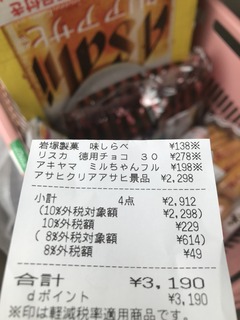 岩塚製菓 味しらべ ¥138※
リスカ 徳用チョコ 30 ¥278※
アキヤマ ミルちゃんフル ¥198※
アサヒクリアアサヒ景品 ¥2,298
小計 4点 ¥2,912
(10%外税対象額 ¥2,298)
10%外税額 ¥229
( 8%外税対象額 ¥614)
8%外税額 ¥49
合計 ¥3,190
dポイント ¥3,190
※印は軽減税率適用商品です。